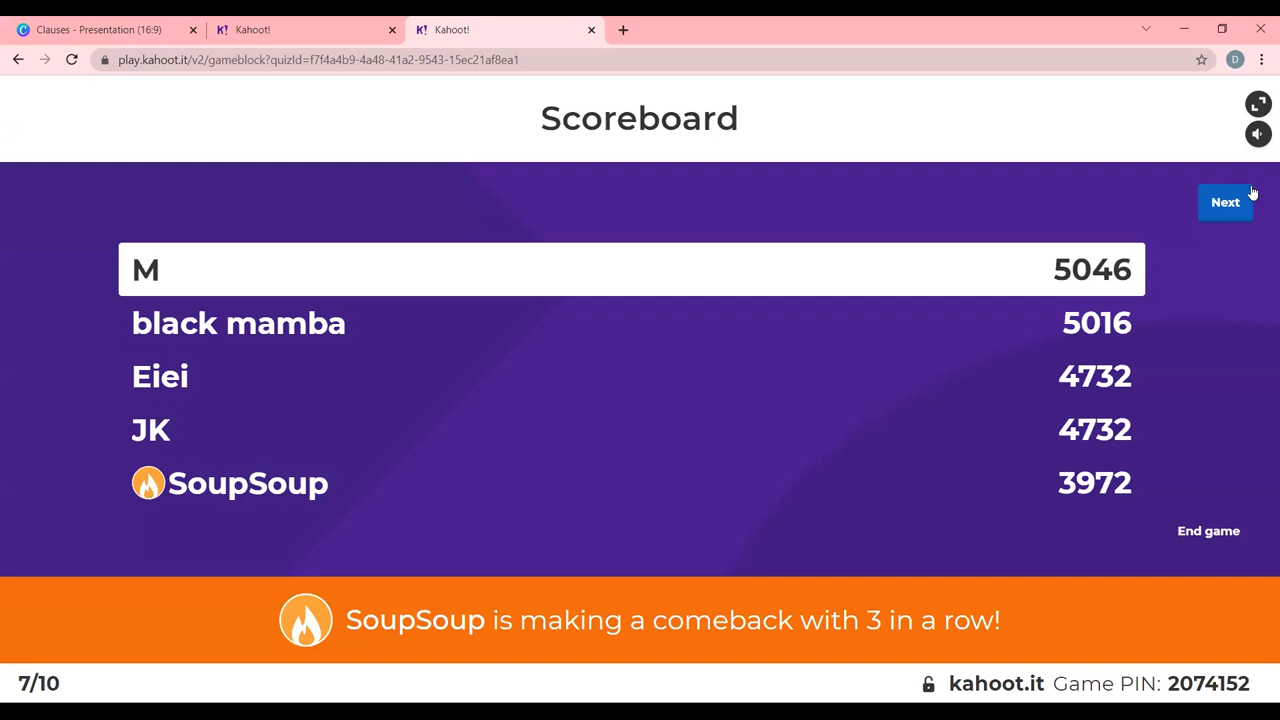 Clauses - Presentation (16:9)
K! Kahoot!
K! Kahoot!
play.kahoot.it/v2/gameblock?quizId=f7f4a4b9-4a48-41a2-9543-15ec21af8ea1
D
Scoreboard
Next
M 5046
black mamba 5016
Eiei 4732
JK 4732
SoupSoup 3972
End game
SoupSoup is making a comeback with 3 in a row!
7/10
kahoot.it Game PIN: 2074152